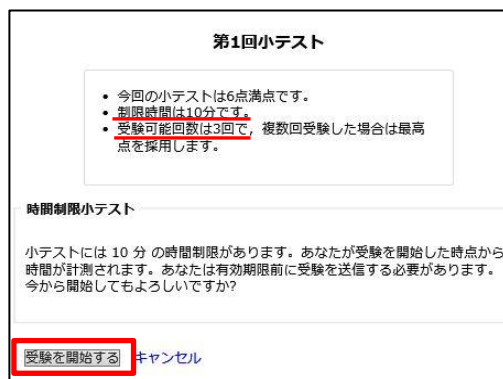 第1回小テスト
• 今回の小テストは6点満点です。
• 制限時間は10分です。
• 受験可能回数は3回で，複数回受験した場合は最高
点を採用します。
時間制限小テスト
小テストには 10 分 の時間制限があります。あなたが受験を開始した時点から
時間が計測されます。あなたは有効期限前に受験を送信する必要があります。
今から開始してもよろしいですか?
受験を開始する キャンセル